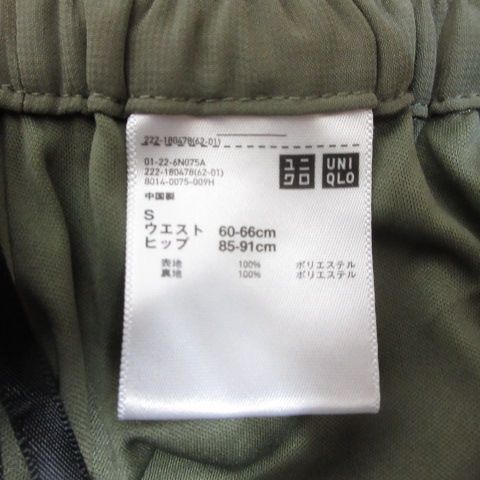 222-180478(62-01)
01-22-6N075A
222-180478(62-01)
8014-0075-009H
中国製
ユニ
クロ
UNI
QLO
S
ウエスト 60-66cm
ヒップ 85-91cm
表地 100% ポリエステル
裏地 100% ポリエステル